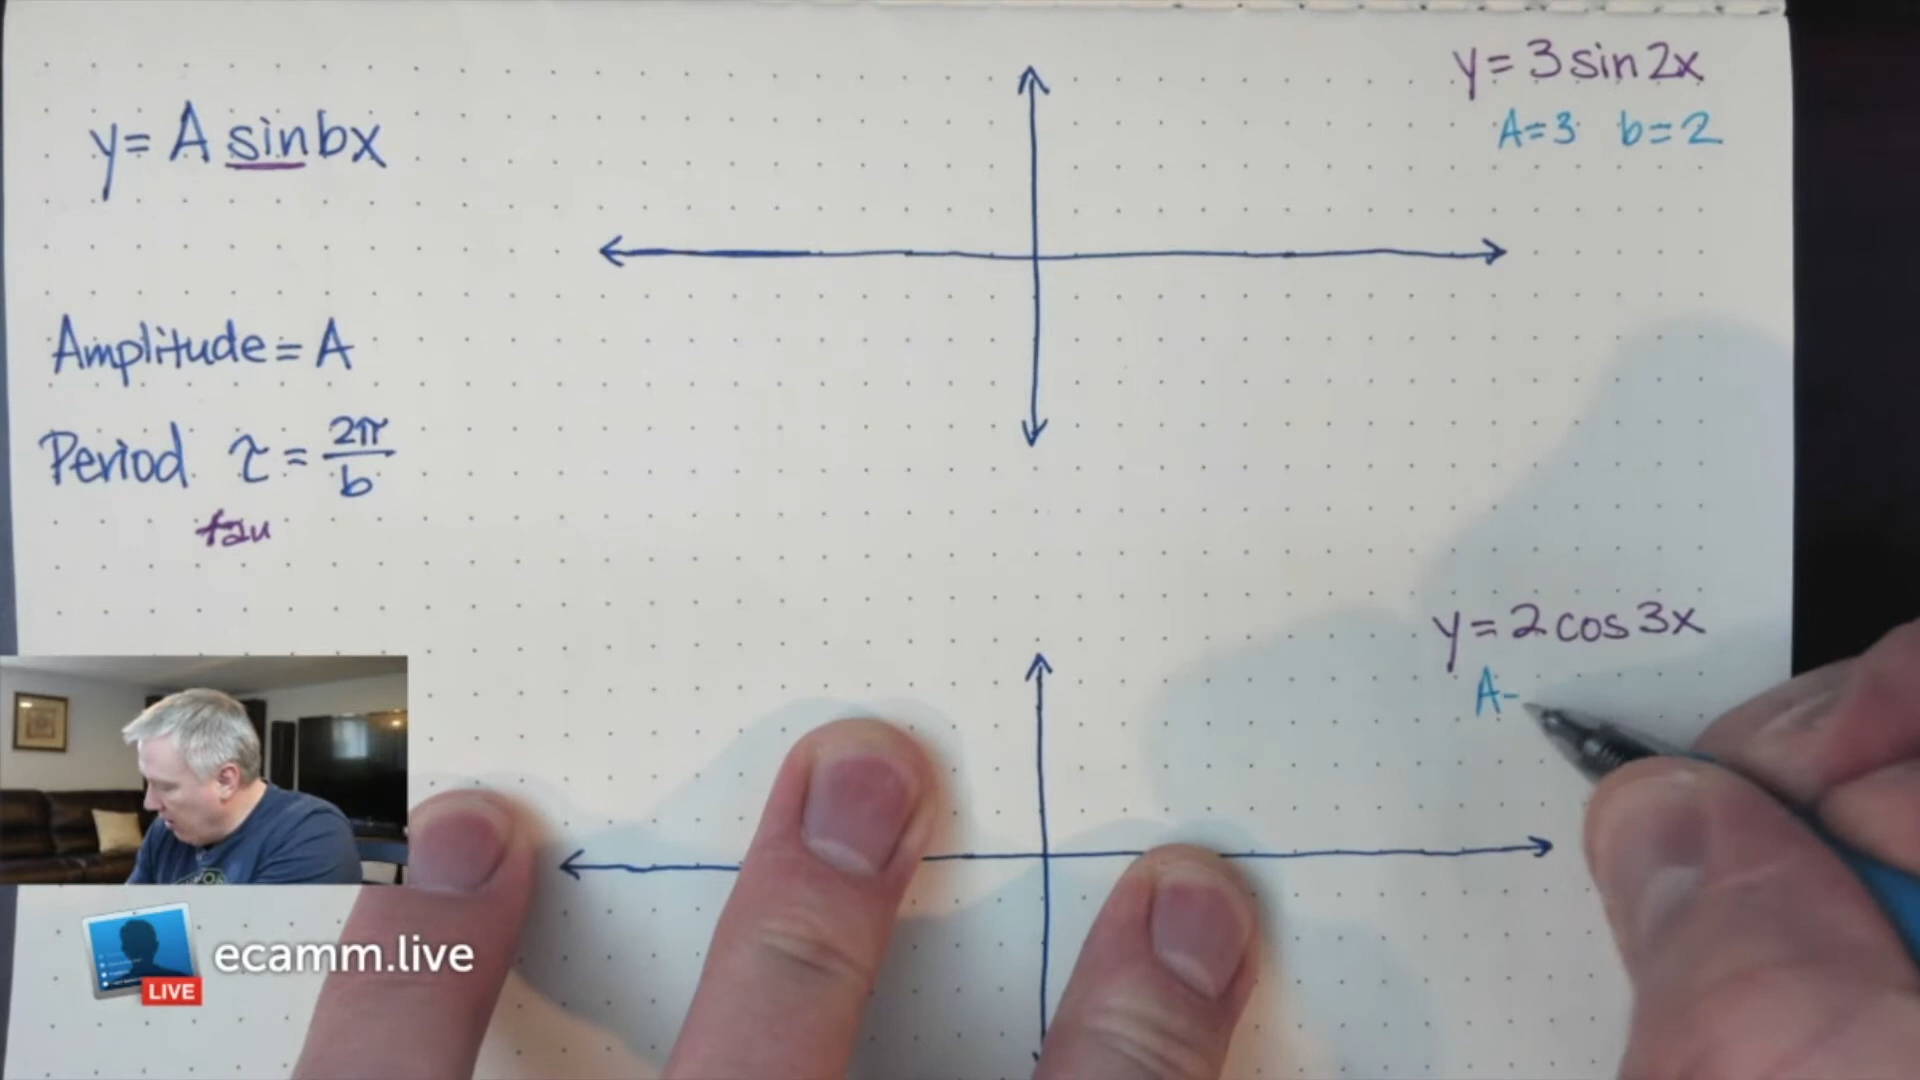 y = A sin bx
Amplitude = A
Period τ = 2π/b
tau
y = 3 sin 2x
A = 3 b = 2
y = 2 cos 3x
A -
ecamm.live
LIVE